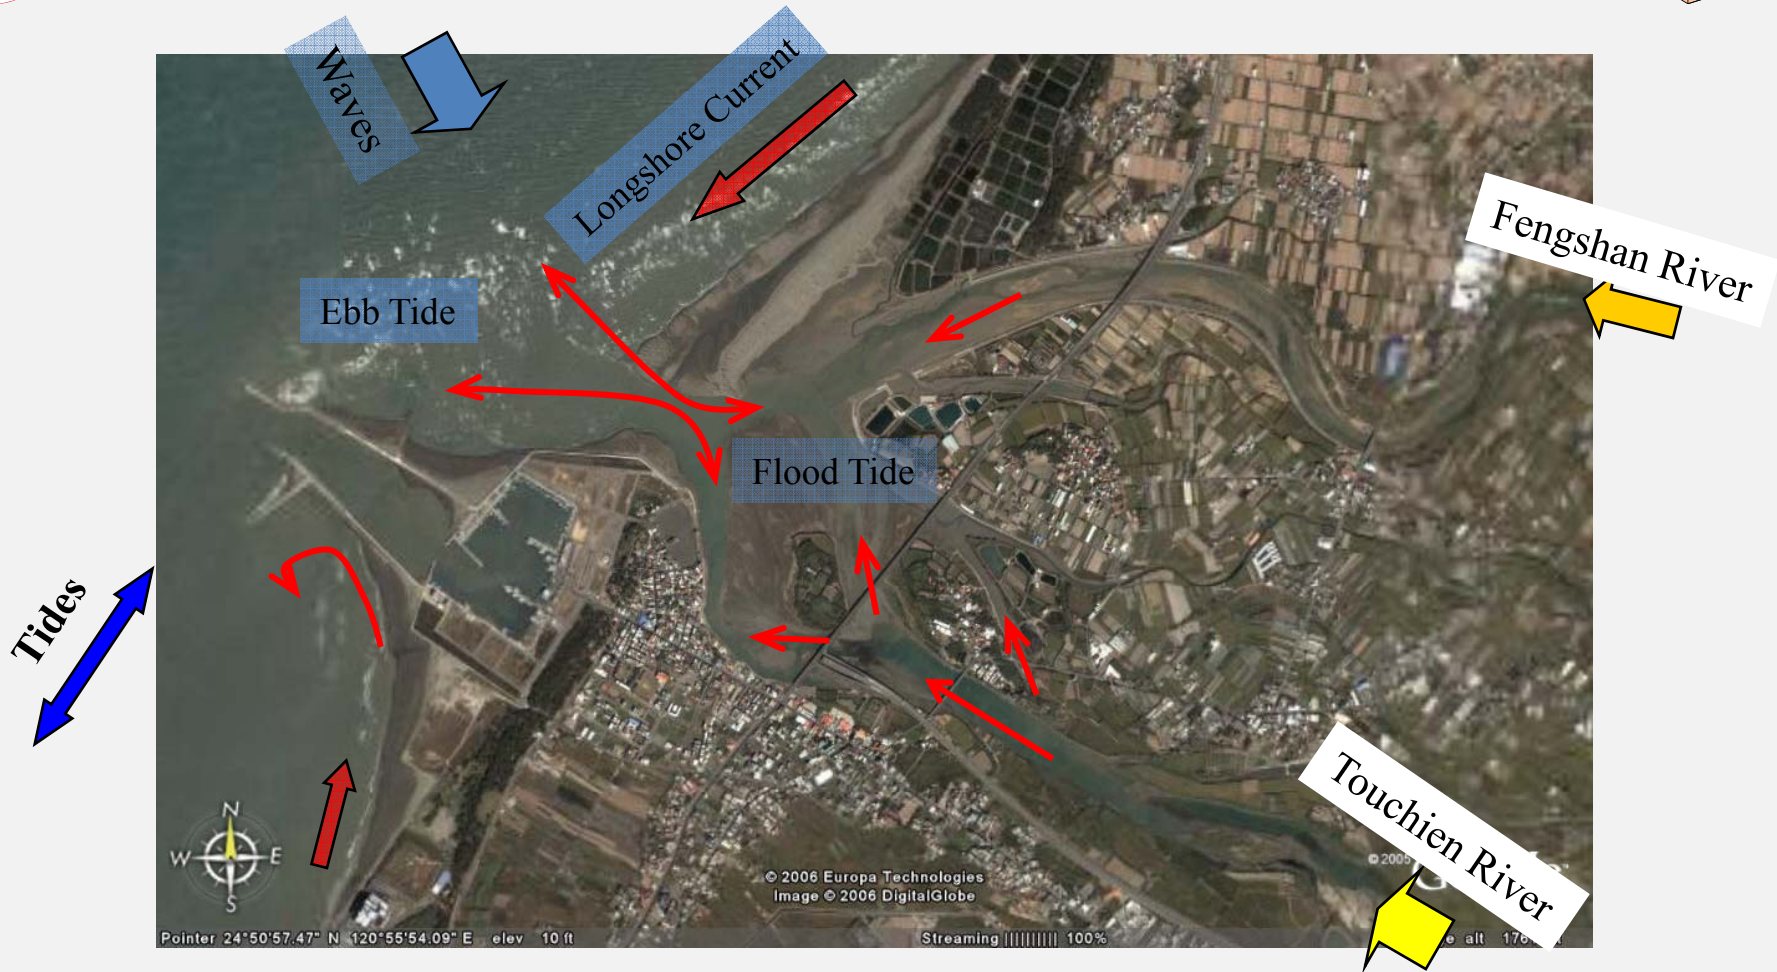 Waves
Longshore Current
Fengshan River
Ebb Tide
Flood Tide
Tides
Touchien River
N
W E
S
© 2005
© 2006 Europa Technologies
Image © 2006 DigitalGlobe
Pointer 24°50'57.47" N 120°55'54.09" E elev 10 ft
Streaming |||||||||| 100%
alt